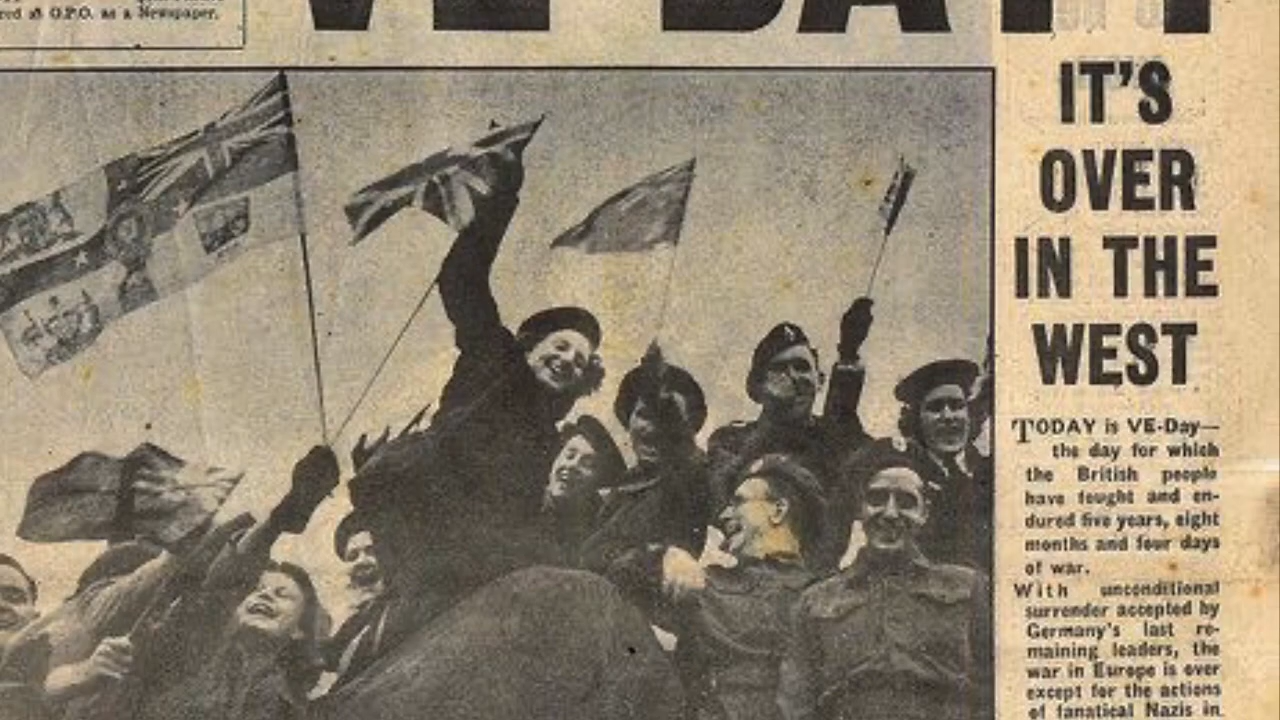 red at G.P.O. as a Newspaper.
VE-DAY!
IT'S
OVER
IN THE
WEST
TODAY is VE-Day—
the day for which
the British people
have fought and en-
dured five years, eight
months and four days
of war.
With unconditional
surrender accepted by
Germany's last re-
maining leaders, the
war in Europe is over
except for the actions
of fanatical Nazis in